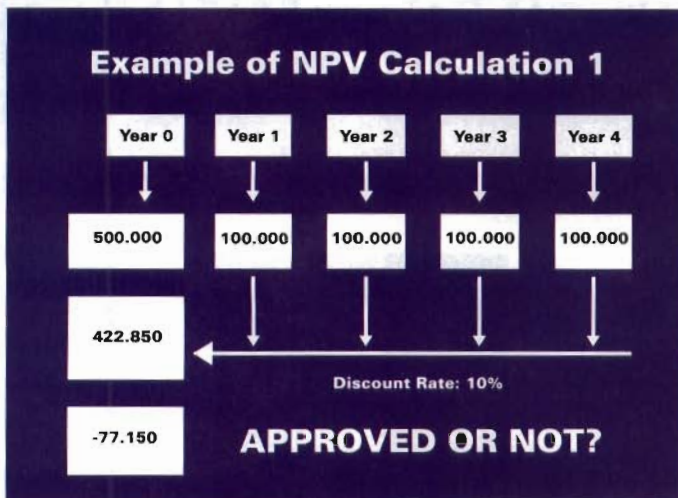 Example of NPV Calculation 1
Year 0 Year 1 Year 2 Year 3 Year 4
500.000 100.000 100.000 100.000 100.000
422.850
Discount Rate: 10%
-77.150 APPROVED OR NOT?